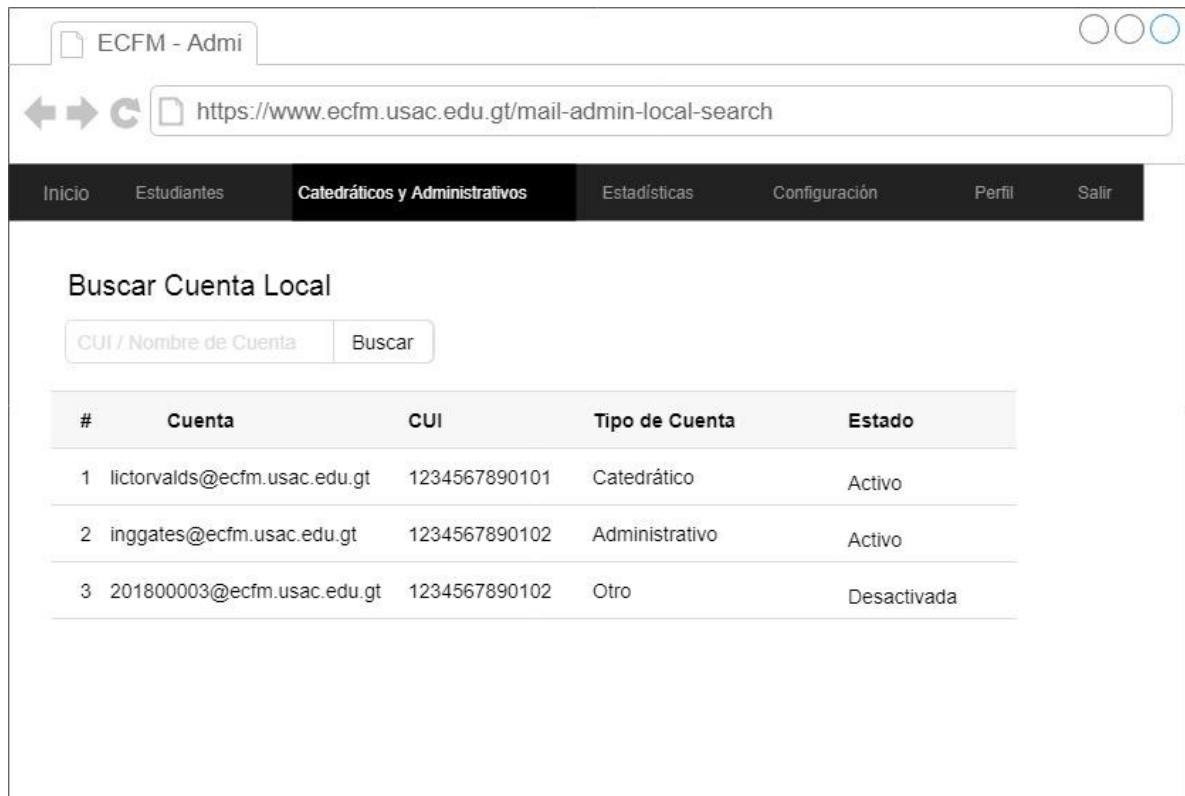 ECFM - Admi
https://www.ecfm.usac.edu.gt/mail-admin-local-search
Inicio Estudiantes Catedráticos y Administrativos Estadísticas Configuración Perfil Salir
Buscar Cuenta Local
CUI / Nombre de Cuenta Buscar
# Cuenta CUI Tipo de Cuenta Estado
1 lictorvalds@ecfm.usac.edu.gt 1234567890101 Catedrático Activo
2 inggates@ecfm.usac.edu.gt 1234567890102 Administrativo Activo
3 201800003@ecfm.usac.edu.gt 1234567890102 Otro Desactivada